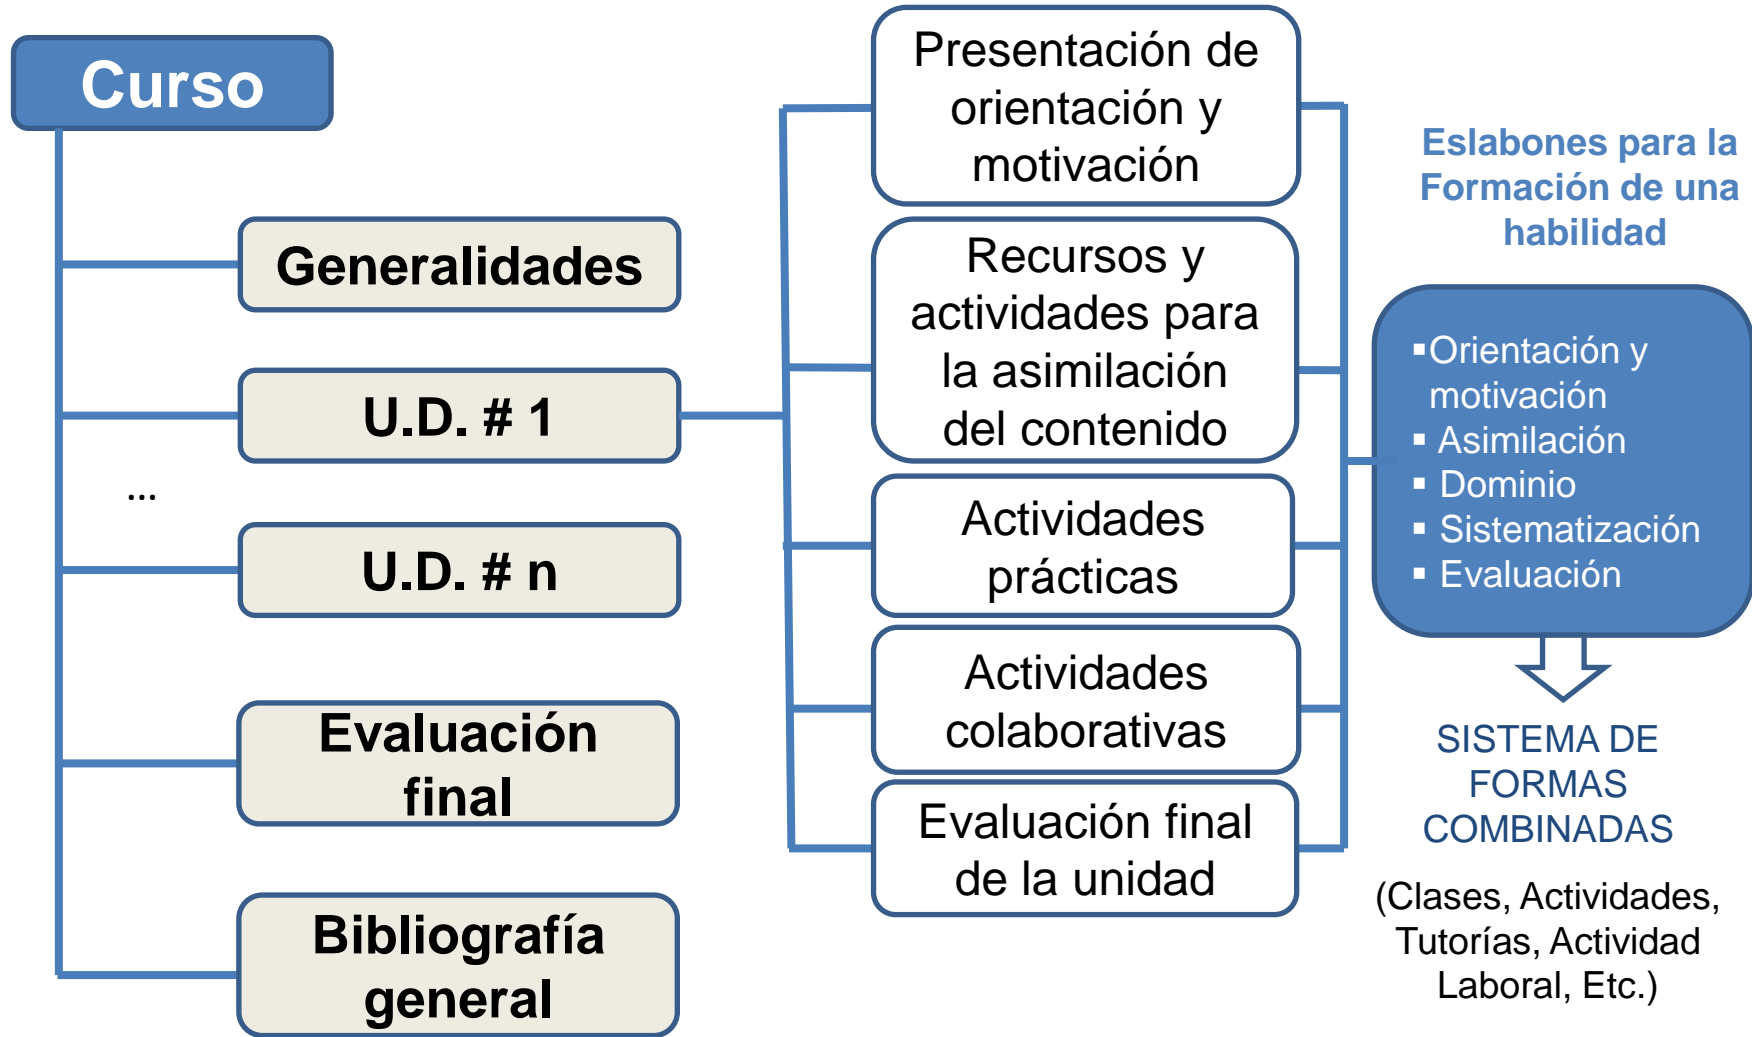 Curso
Generalidades
U.D. # 1
...
U.D. # n
Evaluación
final
Bibliografía
general
Presentación de
orientación y
motivación
Recursos y
actividades para
la asimilación
del contenido
Actividades
prácticas
Actividades
colaborativas
Evaluación final
de la unidad
Eslabones para la
Formación de una
habilidad
▪Orientación y
motivación
▪ Asimilación
▪ Dominio
▪ Sistematización
▪ Evaluación
SISTEMA DE
FORMAS
COMBINADAS
(Clases, Actividades,
Tutorías, Actividad
Laboral, Etc.)